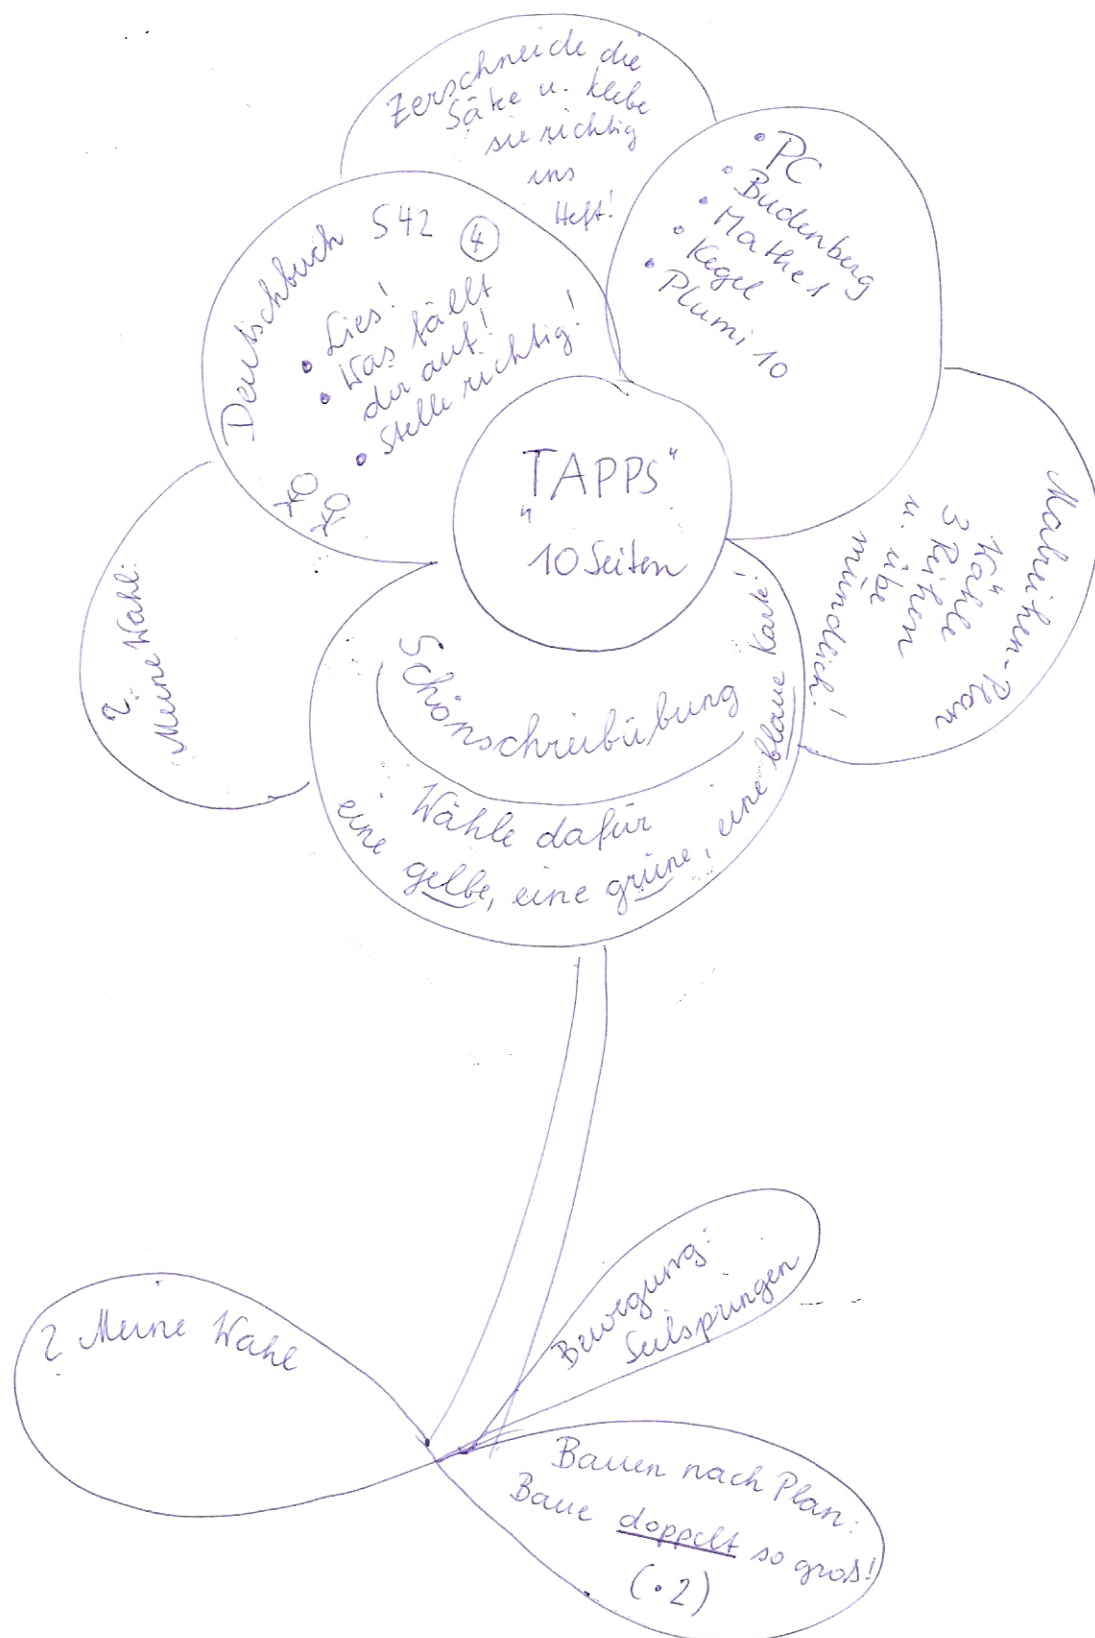 Zerschneide die
Sätze u. klebe
sie richtig
ins
Heft!
• PC
• Budenberg
• Mathe 1
• Kegel
• Plumi 10
Deutschbuch S42 ④
• Lies!
• Was fällt
dir auf!
• Stelle richtig!
"TAPPS"
10 Seiten
Malreihen-Plan
Wähle
3 Reihen
u. übe
mündlich!
? Meine Wahl:
Schönschreibübung
Wähle dafür
eine gelbe, eine grüne, eine blaue Karte!
Bewegung:
Seilspringen
? Meine Wahl
Bauen nach Plan:
Baue doppelt so groß!
(•2)